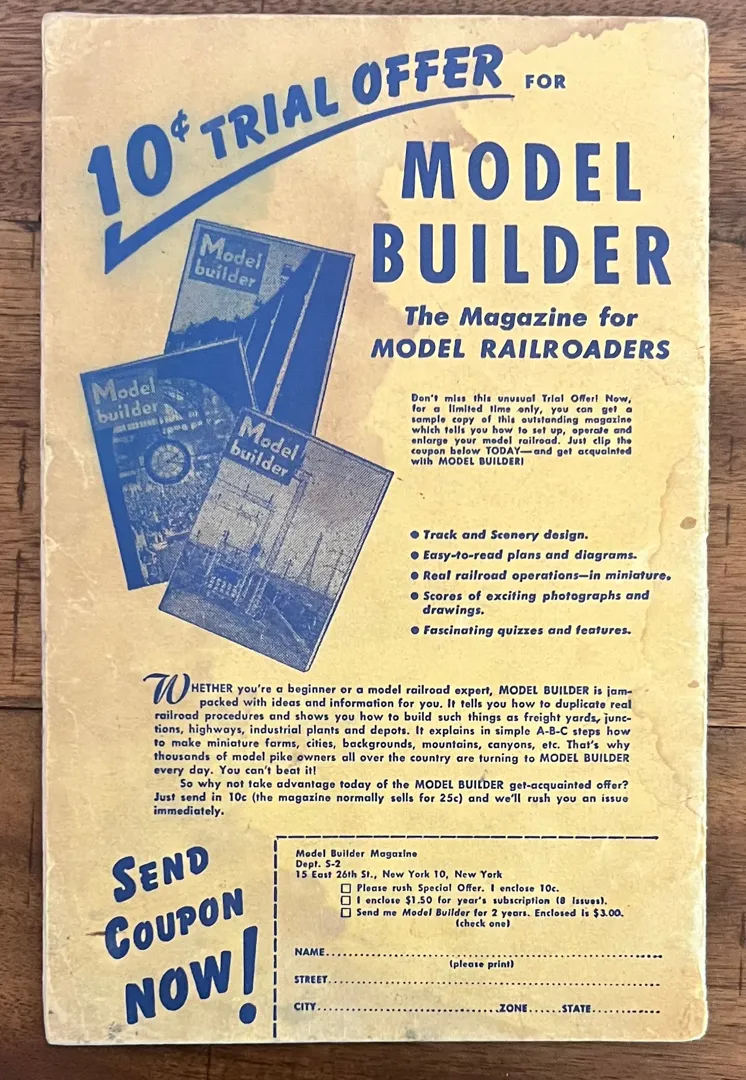 10¢ TRIAL OFFER FOR
MODEL
BUILDER
The Magazine for
MODEL RAILROADERS
Model
builder
Model
builder
Model
builder
Don't miss this unusual Trial Offer! Now,
for a limited time only, you can get a
sample copy of this outstanding magazine
which tells you how to set up, operate and
enlarge your model railroad. Just clip the
coupon below TODAY—and get acquainted
with MODEL BUILDER!
● Track and Scenery design.
● Easy-to-read plans and diagrams.
● Real railroad operations—in miniature.
● Scores of exciting photographs and
drawings.
● Fascinating quizzes and features.
WHETHER you're a beginner or a model railroad expert, MODEL BUILDER is jam-
packed with ideas and information for you. It tells you how to duplicate real
railroad procedures and shows you how to build such things as freight yards, junc-
tions, highways, industrial plants and depots. It explains in simple A-B-C steps how
to make miniature farms, cities, backgrounds, mountains, canyons, etc. That's why
thousands of model pike owners all over the country are turning to MODEL BUILDER
every day. You can't beat it!
So why not take advantage today of the MODEL BUILDER get-acquainted offer?
Just send in 10c (the magazine normally sells for 25c) and we'll rush you an issue
immediately.
SEND
COUPON
NOW!
Model Builder Magazine
Dept. S-2
15 East 26th St., New York 10, New York
□ Please rush Special Offer. I enclose 10c.
□ I enclose $1.50 for year's subscription (8 issues).
□ Send me Model Builder for 2 years. Enclosed is $3.00.
(check one)
NAME
(please print)
STREET
CITY ZONE STATE